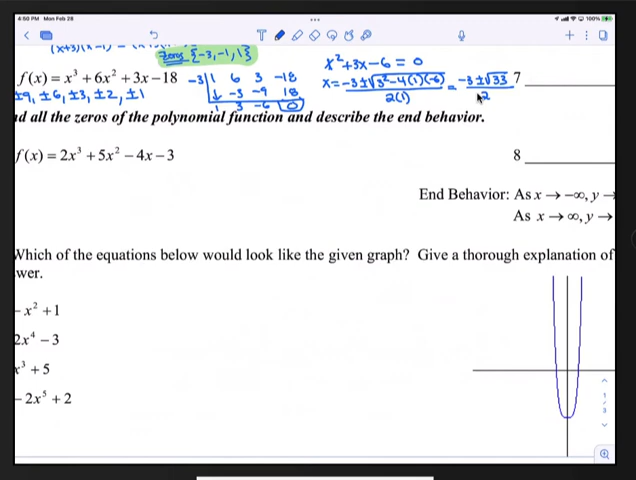 4:50 PM Mon Feb 28
100%
zeros {-3, -1, 1}
f(x) = x³ + 6x² + 3x − 18
-3| 1 6 3 -18
↓ -3 -9 18
1 3 -6 0
±9, ±6, ±3, ±2, ±1
x²+3x−6 = 0
x = -3 ± √3²-4(1)(-6) / 2(1) = -3 ± √33 / 2
7
nd all the zeros of the polynomial function and describe the end behavior.
f(x) = 2x³ + 5x² − 4x − 3
8
End Behavior: As x → −∞, y →
As x → ∞, y →
Which of the equations below would look like the given graph? Give a thorough explanation of
wer.
− x² + 1
2x⁴ − 3
x³ + 5
− 2x⁵ + 2
1
/
3